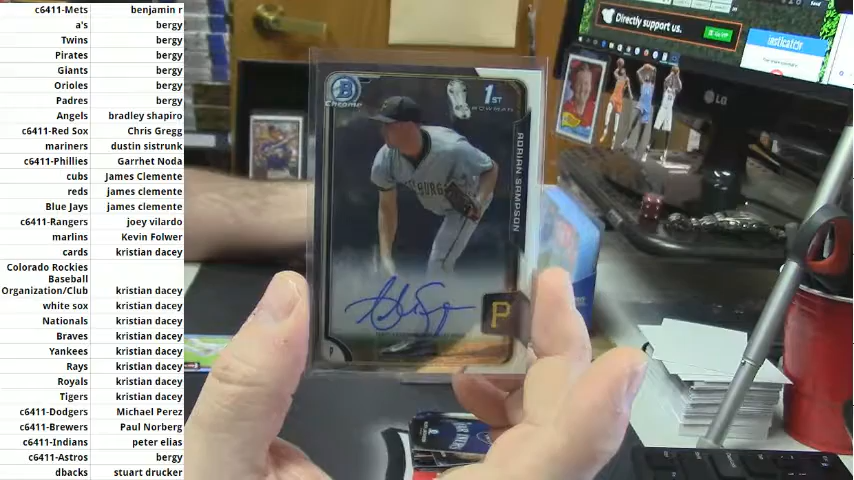 c6411-Mets benjamin r
a's bergy
Twins bergy
Pirates bergy
Giants bergy
Orioles bergy
Padres bergy
Angels bradley shapiro
c6411-Red Sox Chris Gregg
mariners dustin sistrunk
c6411-Phillies Garrhet Noda
cubs James Clemente
reds james clemente
Blue Jays james clemente
c6411-Rangers joey vilardo
marlins Kevin Folwer
cards kristian dacey
Colorado Rockies
Baseball
Organization/Club kristian dacey
white sox kristian dacey
Nationals kristian dacey
Braves kristian dacey
Yankees kristian dacey
Rays kristian dacey
Royals kristian dacey
Tigers kristian dacey
c6411-Dodgers Michael Perez
c6411-Brewers Paul Norberg
c6411-Indians peter elias
c6411-Astros bergy
dbacks stuart drucker
B
Chrome
1ST
BOWMAN
ADRIAN SAMPSON
BURG
P
P
Directly support us.
LG